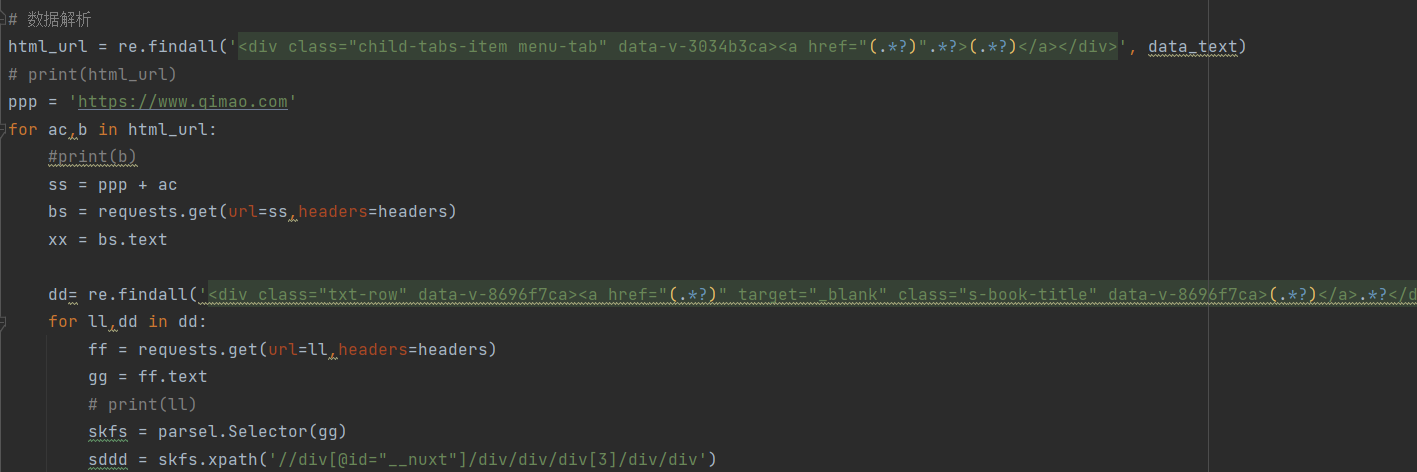 # 数据解析
html_url = re.findall('<div class="child-tabs-item menu-tab" data-v-3034b3ca><a href="(.*?)".*?>(.*?)</a></div>', data_text)
# print(html_url)
ppp = 'https://www.qimao.com'
for ac,b in html_url:
    #print(b)
    ss = ppp + ac
    bs = requests.get(url=ss,headers=headers)
    xx = bs.text
    dd= re.findall('<div class="txt-row" data-v-8696f7ca><a href="(.*?)" target="_blank" class="s-book-title" data-v-8696f7ca>(.*?)</a>.*?</d
    for ll,dd in dd:
        ff = requests.get(url=ll,headers=headers)
        gg = ff.text
        # print(ll)
        skfs = parsel.Selector(gg)
        sddd = skfs.xpath('//div[@id="__nuxt"]/div/div/div[3]/div/div')